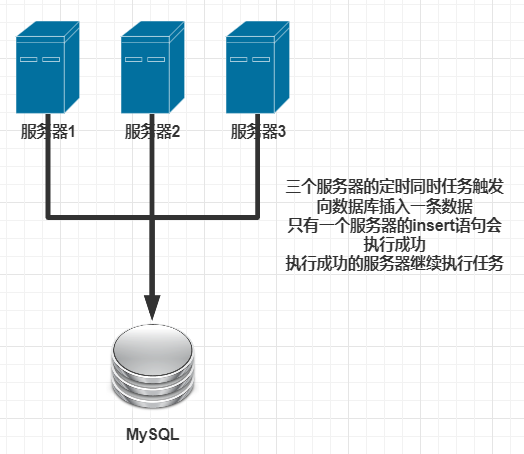 服务器1
服务器2
服务器3
三个服务器的定时同时任务触发
向数据库插入一条数据
只有一个服务器的insert语句会
执行成功
执行成功的服务器继续执行任务
MySQL